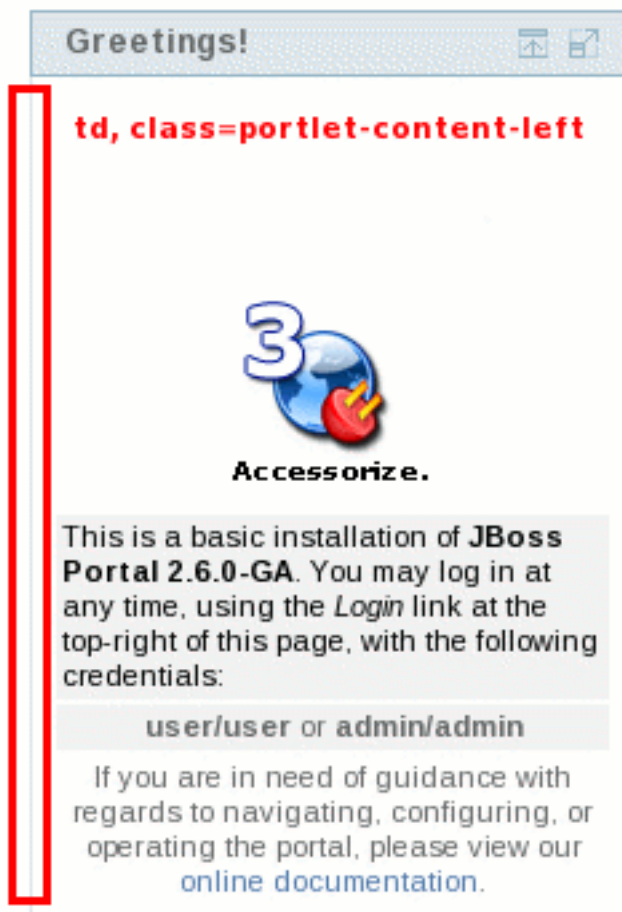 Greetings!
td, class=portlet-content-left
3
Accessorize.
This is a basic installation of JBoss
Portal 2.6.0-GA. You may log in at
any time, using the Login link at the
top-right of this page, with the following
credentials:
user/user or admin/admin
If you are in need of guidance with
regards to navigating, configuring, or
operating the portal, please view our
online documentation.